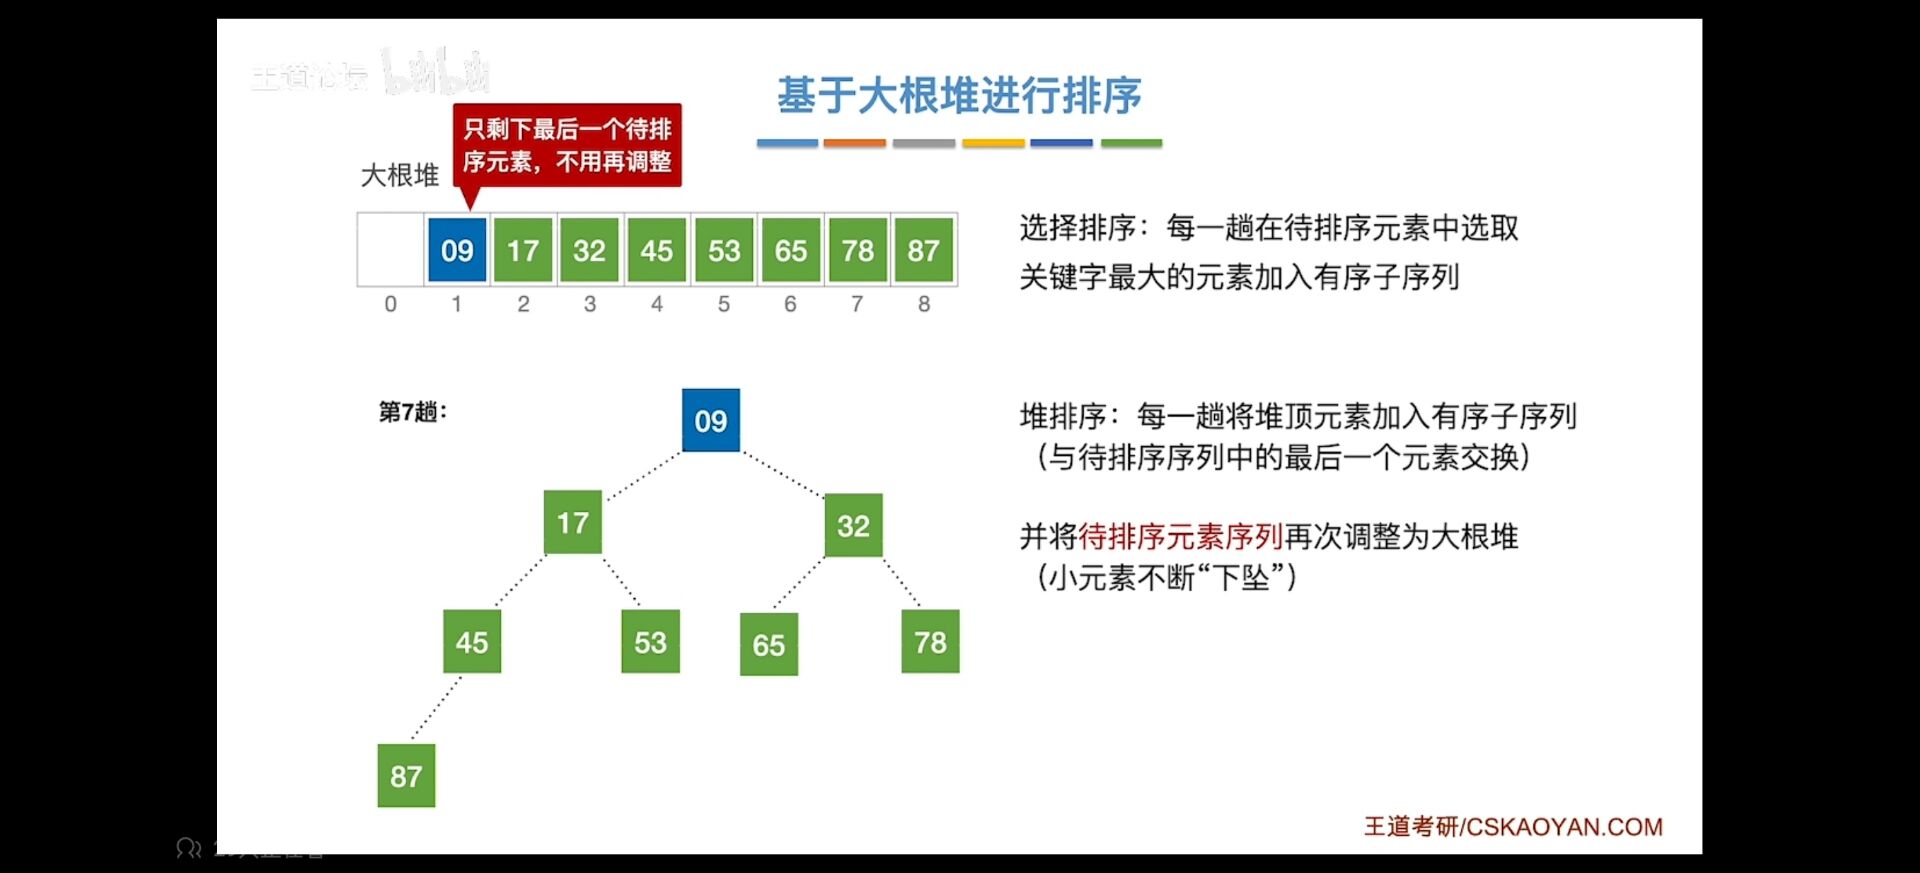 王道论坛 bilibili
基于大根堆进行排序
只剩下最后一个待排
序元素，不用再调整
大根堆
09 17 32 45 53 65 78 87
0 1 2 3 4 5 6 7 8
选择排序：每一趟在待排序元素中选取
关键字最大的元素加入有序子序列
第7趟：
09
17 32
45 53 65 78
87
堆排序：每一趟将堆顶元素加入有序子序列
（与待排序序列中的最后一个元素交换）
并将待排序元素序列再次调整为大根堆
（小元素不断“下坠”）
王道考研/CSKAOYAN.COM